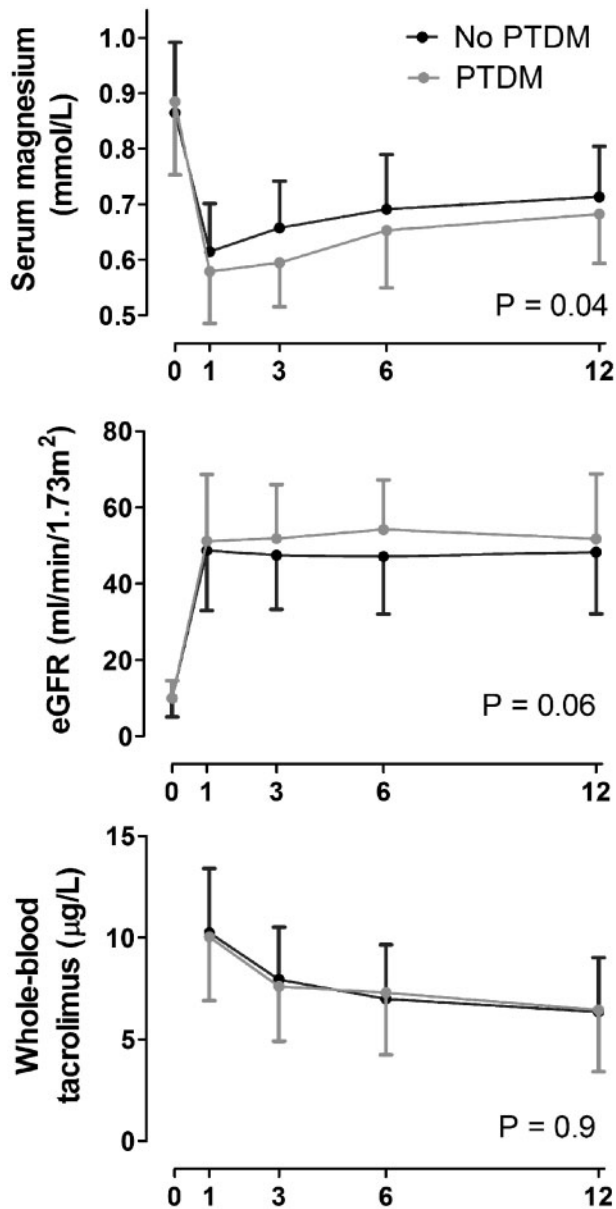 No PTDM
PTDM
Serum magnesium
(mmol/L)
1.0
0.9
0.8
0.7
0.6
0.5
P = 0.04
0 1 3 6 12
eGFR (ml/min/1.73m²)
80
60
40
20
0
P = 0.06
0 1 3 6 12
Whole-blood
tacrolimus (μg/L)
15
10
5
0
P = 0.9
0 1 3 6 12